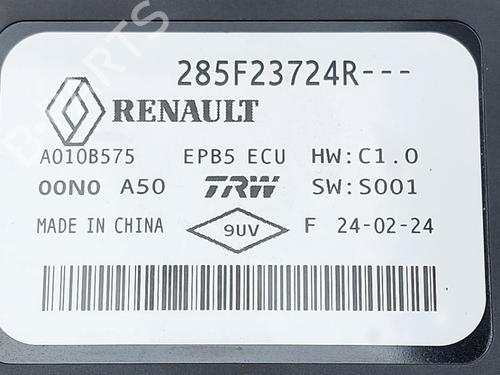 285F23724R---
RENAULT
A010B575 EPB5 ECU HW:C1.0
00N0 A50 TRW SW:S001
MADE IN CHINA 9UV F 24-02-24
B-PARTS